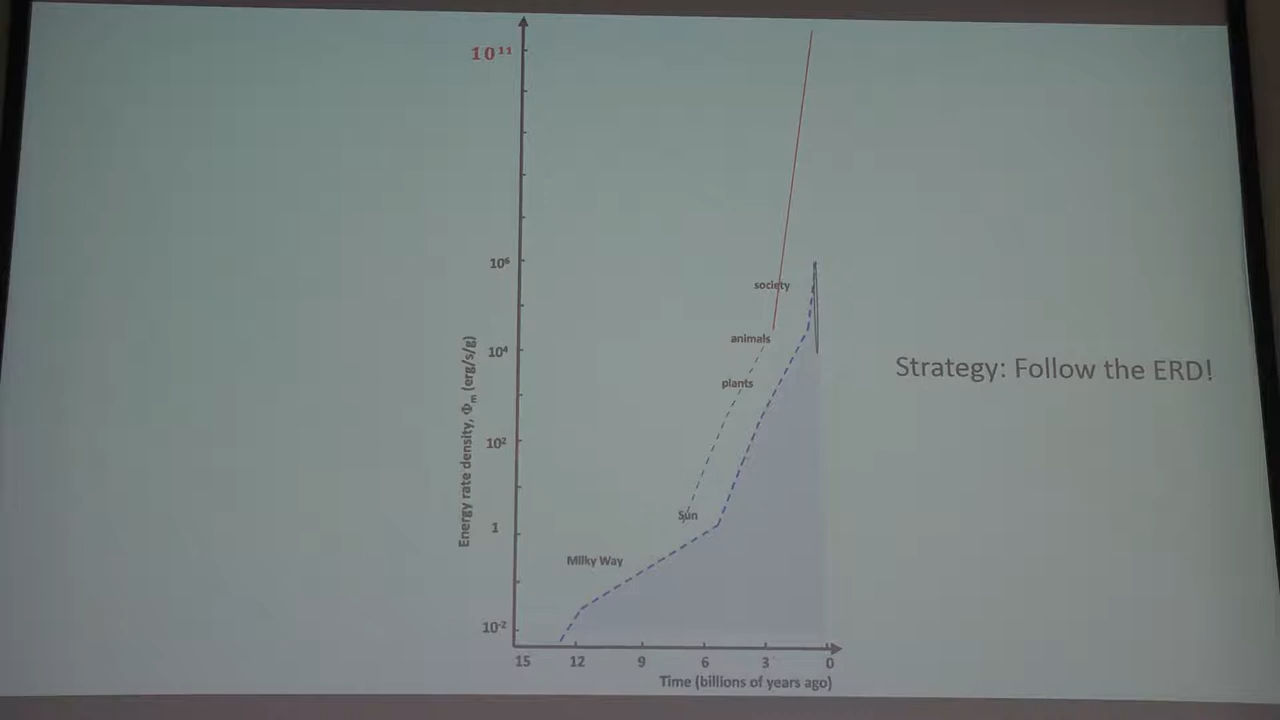 10¹¹
10⁶
society
animals
10⁴
Strategy: Follow the ERD!
plants
10²
Energy rate density, Φm (erg/s/g)
Sun
1
Milky Way
10⁻²
15 12 9 6 3 0
Time (billions of years ago)